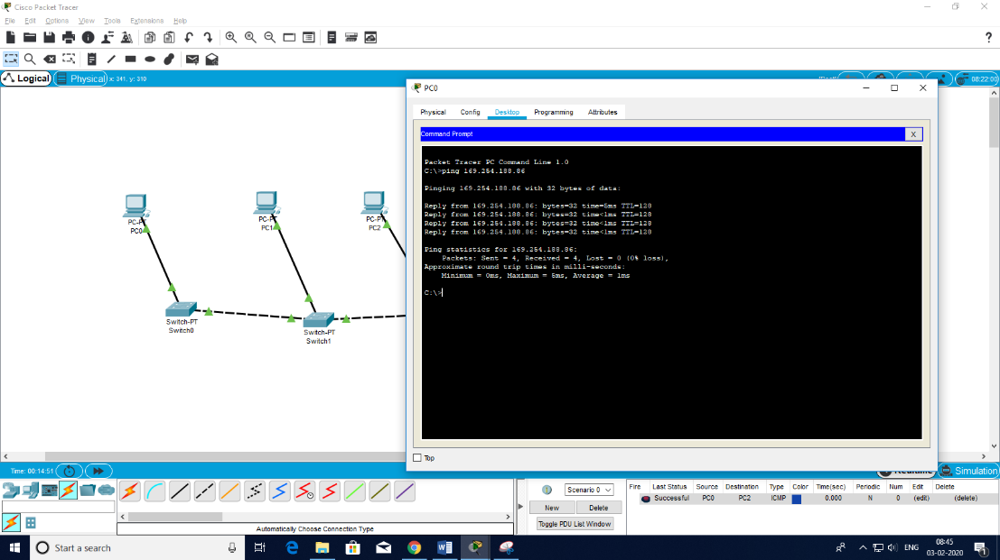 Cisco Packet Tracer
File Edit Options View Tools Extensions Help
?
Logical Physical x: 341, y: 310
08:22:00
PC0
Physical Config Desktop Programming Attributes
Command Prompt
X
Packet Tracer PC Command Line 1.0
C:\>ping 169.254.188.86
Pinging 169.254.188.86 with 32 bytes of data:
Reply from 169.254.188.86: bytes=32 time=5ms TTL=128
Reply from 169.254.188.86: bytes=32 time<1ms TTL=128
Reply from 169.254.188.86: bytes=32 time<1ms TTL=128
Reply from 169.254.188.86: bytes=32 time<1ms TTL=128
Ping statistics for 169.254.188.86:
Packets: Sent = 4, Received = 4, Lost = 0 (0% loss),
Approximate round trip times in milli-seconds:
Minimum = 0ms, Maximum = 5ms, Average = 1ms
C:\>
Top
PC-PT
PC0
PC-PT
PC1
PC-PT
PC2
Switch-PT
Switch0
Switch-PT
Switch1
Time: 00:14:51
Realtime Simulation
Automatically Choose Connection Type
Scenario 0
New Delete
Toggle PDU List Window
Fire Last Status Source Destination Type Color Time(sec) Periodic Num Edit Delete
Successful PC0 PC2 ICMP 0.000 N 0 (edit) (delete)
Start a search
ENG
08:45
03-02-2020
1